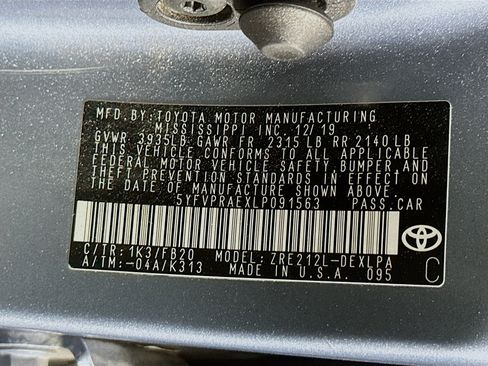 MFD.BY:TOYOTA MOTOR MANUFACTURING
MISSISSIPPI INC. 12/19
GVWR 3935LB GAWR FR 2315LB RR 2140LB
THIS VEHICLE CONFORMS TO ALL APPLICABLE
FEDERAL MOTOR VEHICLE SAFETY,BUMPER,AND
THEFT PREVENTION STANDARDS IN EFFECT ON
THE DATE OF MANUFACTURE SHOWN ABOVE.
5YFVPRAEXLP091563 PASS.CAR
C/TR:1K3/FB20 MODEL:ZRE212L-DEXLPA
A/TM:-04A/K313 MADE IN U.S.A. 095
C